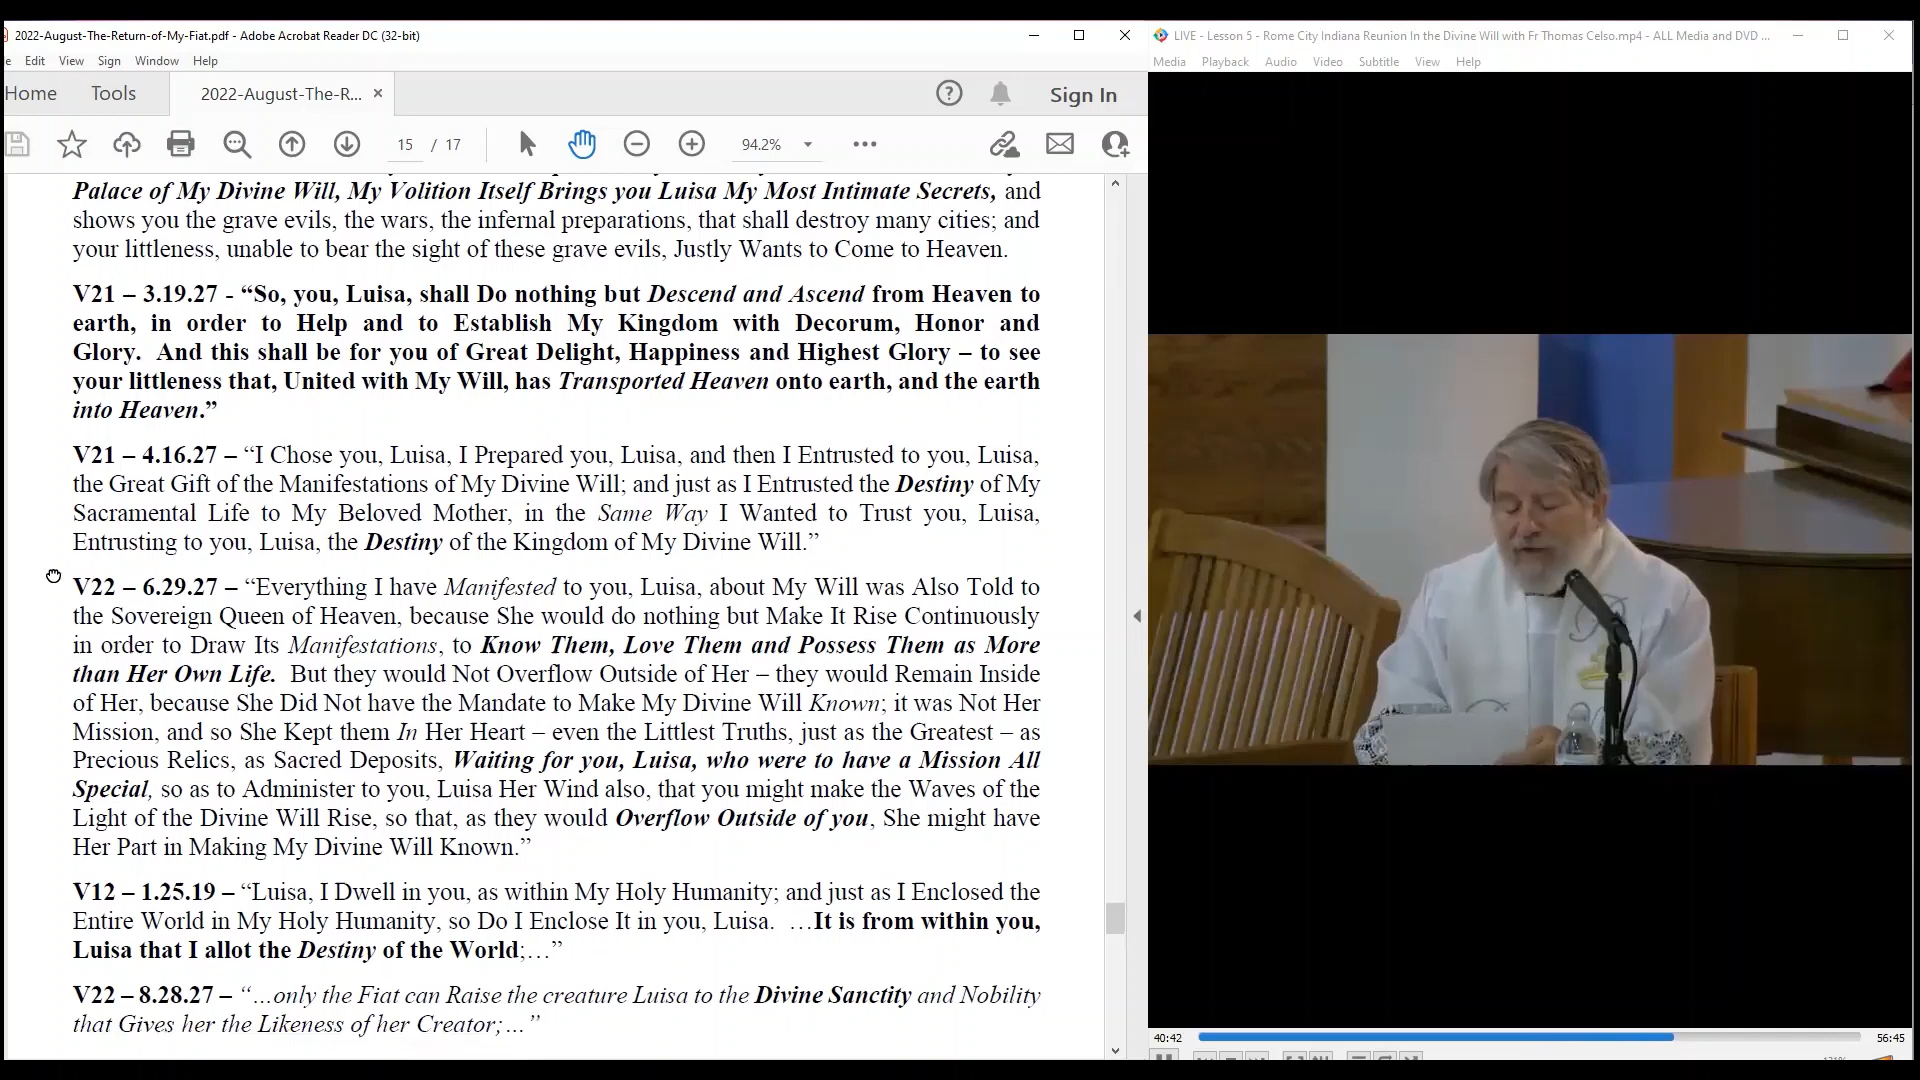 2022-August-The-Return-of-My-Fiat.pdf - Adobe Acrobat Reader DC (32-bit)
Edit View Sign Window Help
Home Tools 2022-August-The-R... ×
Sign In
15 / 17 94.2%
Palace of My Divine Will, My Volition Itself Brings you Luisa My Most Intimate Secrets, and
shows you the grave evils, the wars, the infernal preparations, that shall destroy many cities; and
your littleness, unable to bear the sight of these grave evils, Justly Wants to Come to Heaven.
V21 – 3.19.27 - “So, you, Luisa, shall Do nothing but Descend and Ascend from Heaven to
earth, in order to Help and to Establish My Kingdom with Decorum, Honor and
Glory. And this shall be for you of Great Delight, Happiness and Highest Glory – to see
your littleness that, United with My Will, has Transported Heaven onto earth, and the earth
into Heaven.”
V21 – 4.16.27 – “I Chose you, Luisa, I Prepared you, Luisa, and then I Entrusted to you, Luisa,
the Great Gift of the Manifestations of My Divine Will; and just as I Entrusted the Destiny of My
Sacramental Life to My Beloved Mother, in the Same Way I Wanted to Trust you, Luisa,
Entrusting to you, Luisa, the Destiny of the Kingdom of My Divine Will.”
V22 – 6.29.27 – “Everything I have Manifested to you, Luisa, about My Will was Also Told to
the Sovereign Queen of Heaven, because She would do nothing but Make It Rise Continuously
in order to Draw Its Manifestations, to Know Them, Love Them and Possess Them as More
than Her Own Life. But they would Not Overflow Outside of Her – they would Remain Inside
of Her, because She Did Not have the Mandate to Make My Divine Will Known; it was Not Her
Mission, and so She Kept them In Her Heart – even the Littlest Truths, just as the Greatest – as
Precious Relics, as Sacred Deposits, Waiting for you, Luisa, who were to have a Mission All
Special, so as to Administer to you, Luisa Her Wind also, that you might make the Waves of the
Light of the Divine Will Rise, so that, as they would Overflow Outside of you, She might have
Her Part in Making My Divine Will Known.”
V12 – 1.25.19 – “Luisa, I Dwell in you, as within My Holy Humanity; and just as I Enclosed the
Entire World in My Holy Humanity, so Do I Enclose It in you, Luisa. …It is from within you,
Luisa that I allot the Destiny of the World;…”
V22 – 8.28.27 – “…only the Fiat can Raise the creature Luisa to the Divine Sanctity and Nobility
that Gives her the Likeness of her Creator;…”
LIVE - Lesson 5 - Rome City Indiana Reunion In the Divine Will with Fr Thomas Celso.mp4 - ALL Media and DVD ...
Media Playback Audio Video Subtitle View Help
40:42 56:45